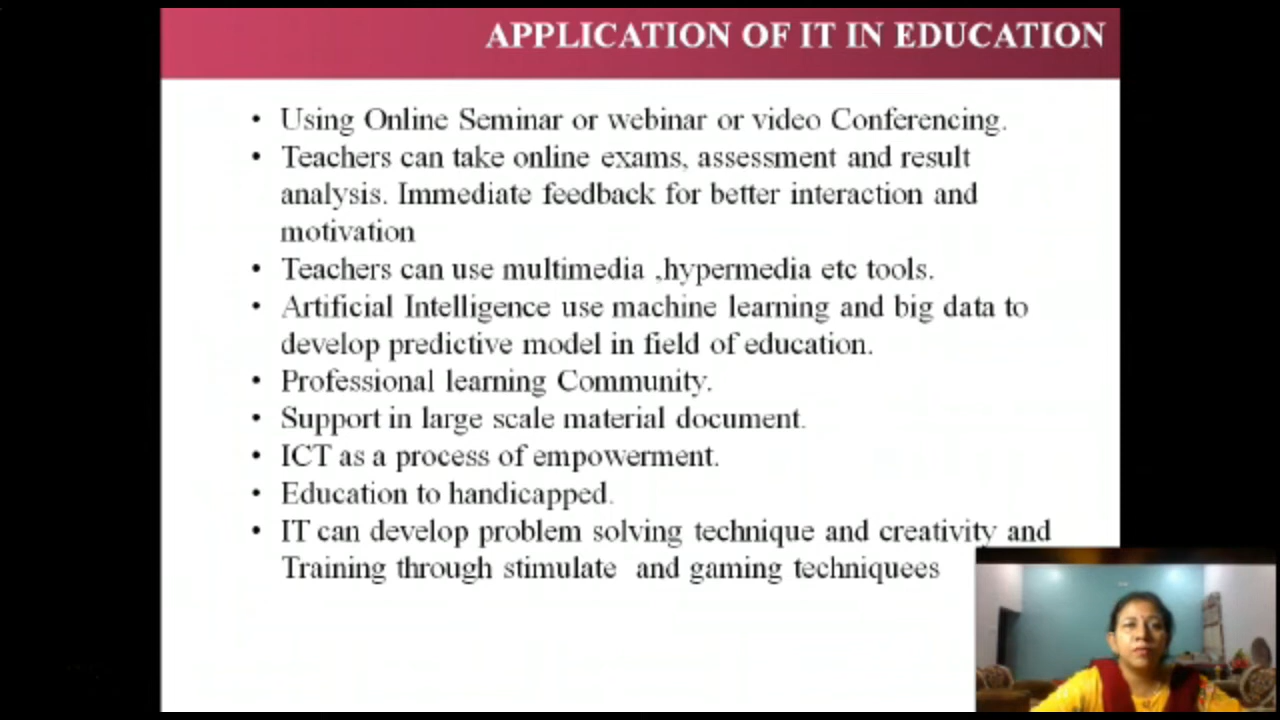 APPLICATION OF IT IN EDUCATION
• Using Online Seminar or webinar or video Conferencing.
• Teachers can take online exams, assessment and result
analysis. Immediate feedback for better interaction and
motivation
• Teachers can use multimedia ,hypermedia etc tools.
• Artificial Intelligence use machine learning and big data to
develop predictive model in field of education.
• Professional learning Community.
• Support in large scale material document.
• ICT as a process of empowerment.
• Education to handicapped.
• IT can develop problem solving technique and creativity and
Training through stimulate and gaming techniquees